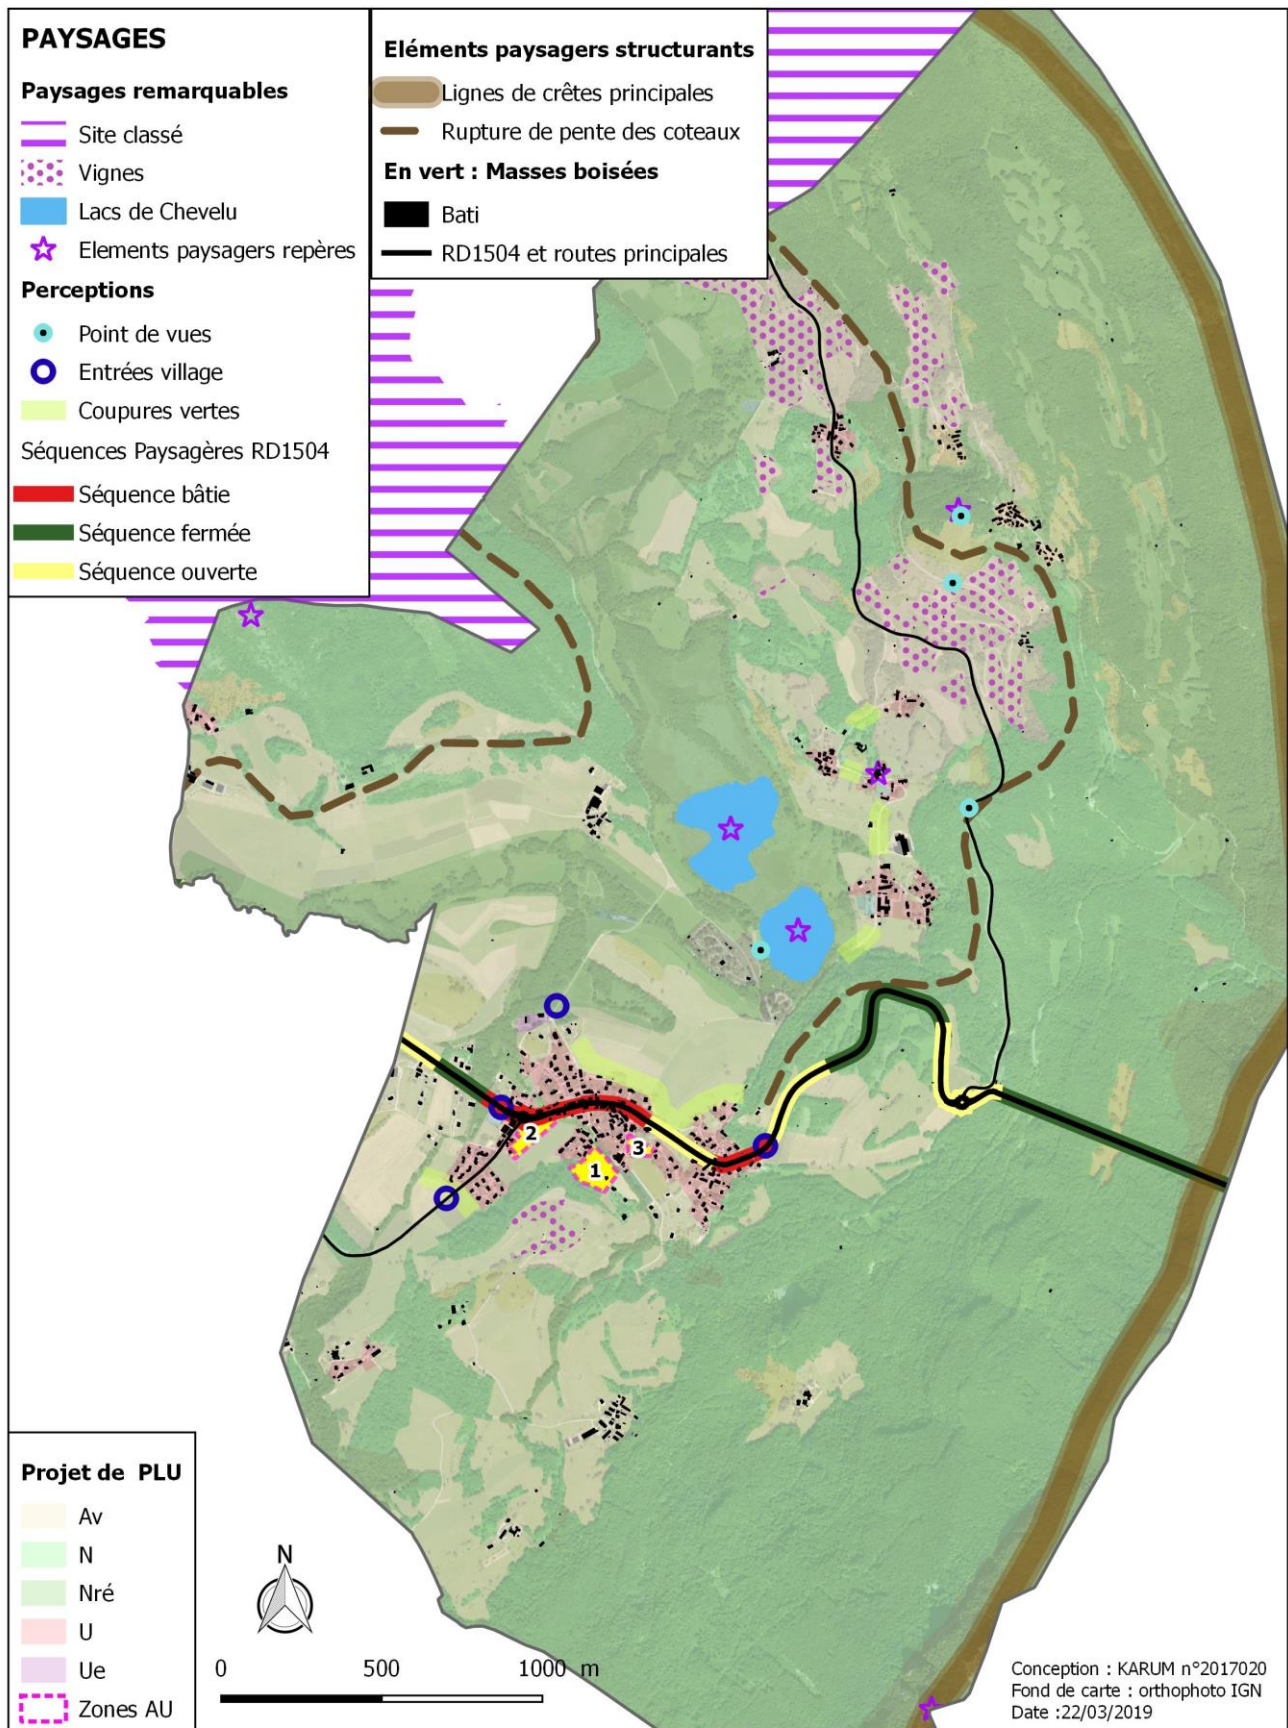 PAYSAGES
Paysages remarquables
Site classé
Vignes
Lacs de Chevelu
Elements paysagers repères
Perceptions
Point de vues
Entrées village
Coupures vertes
Séquences Paysagères RD1504
Séquence bâtie
Séquence fermée
Séquence ouverte
Eléments paysagers structurants
Lignes de crêtes principales
Rupture de pente des coteaux
En vert : Masses boisées
Bati
RD1504 et routes principales
2
3
1
Projet de PLU
Av
N
Nré
U
Ue
Zones AU
N
0 500 1000 m
Conception : KARUM n°2017020
Fond de carte : orthophoto IGN
Date :22/03/2019